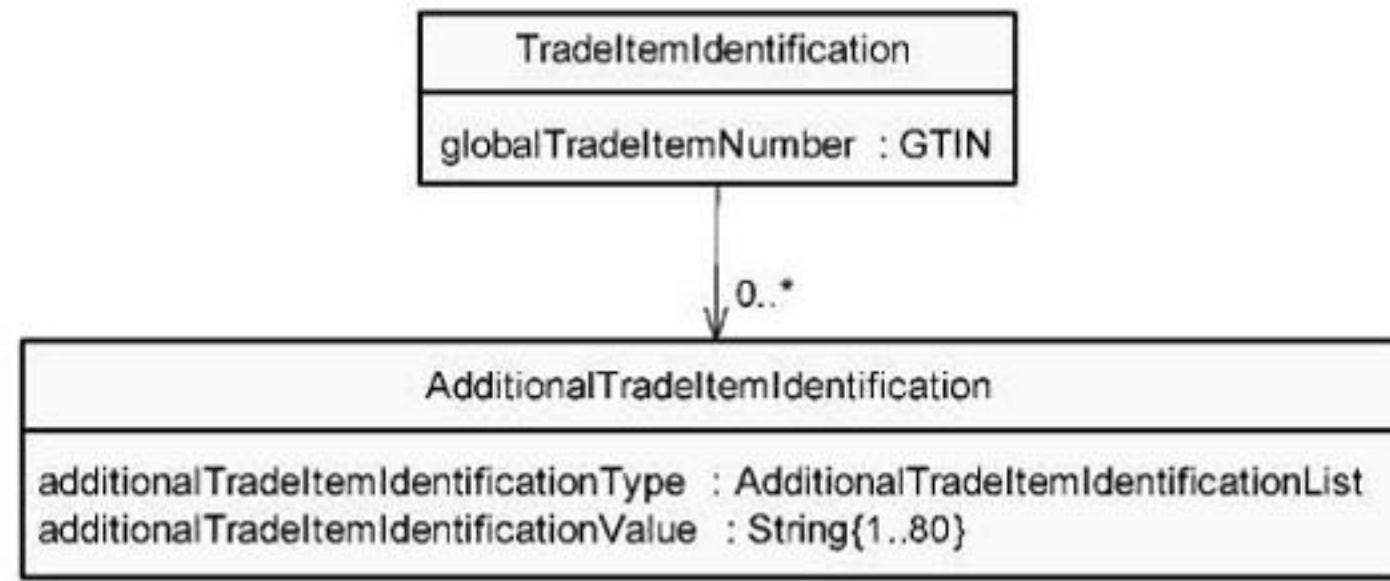 TradeItemIdentification
globalTradeItemNumber : GTIN
0..*
AdditionalTradeItemIdentification
additionalTradeItemIdentificationType : AdditionalTradeItemIdentificationList
additionalTradeItemIdentificationValue : String{1..80}